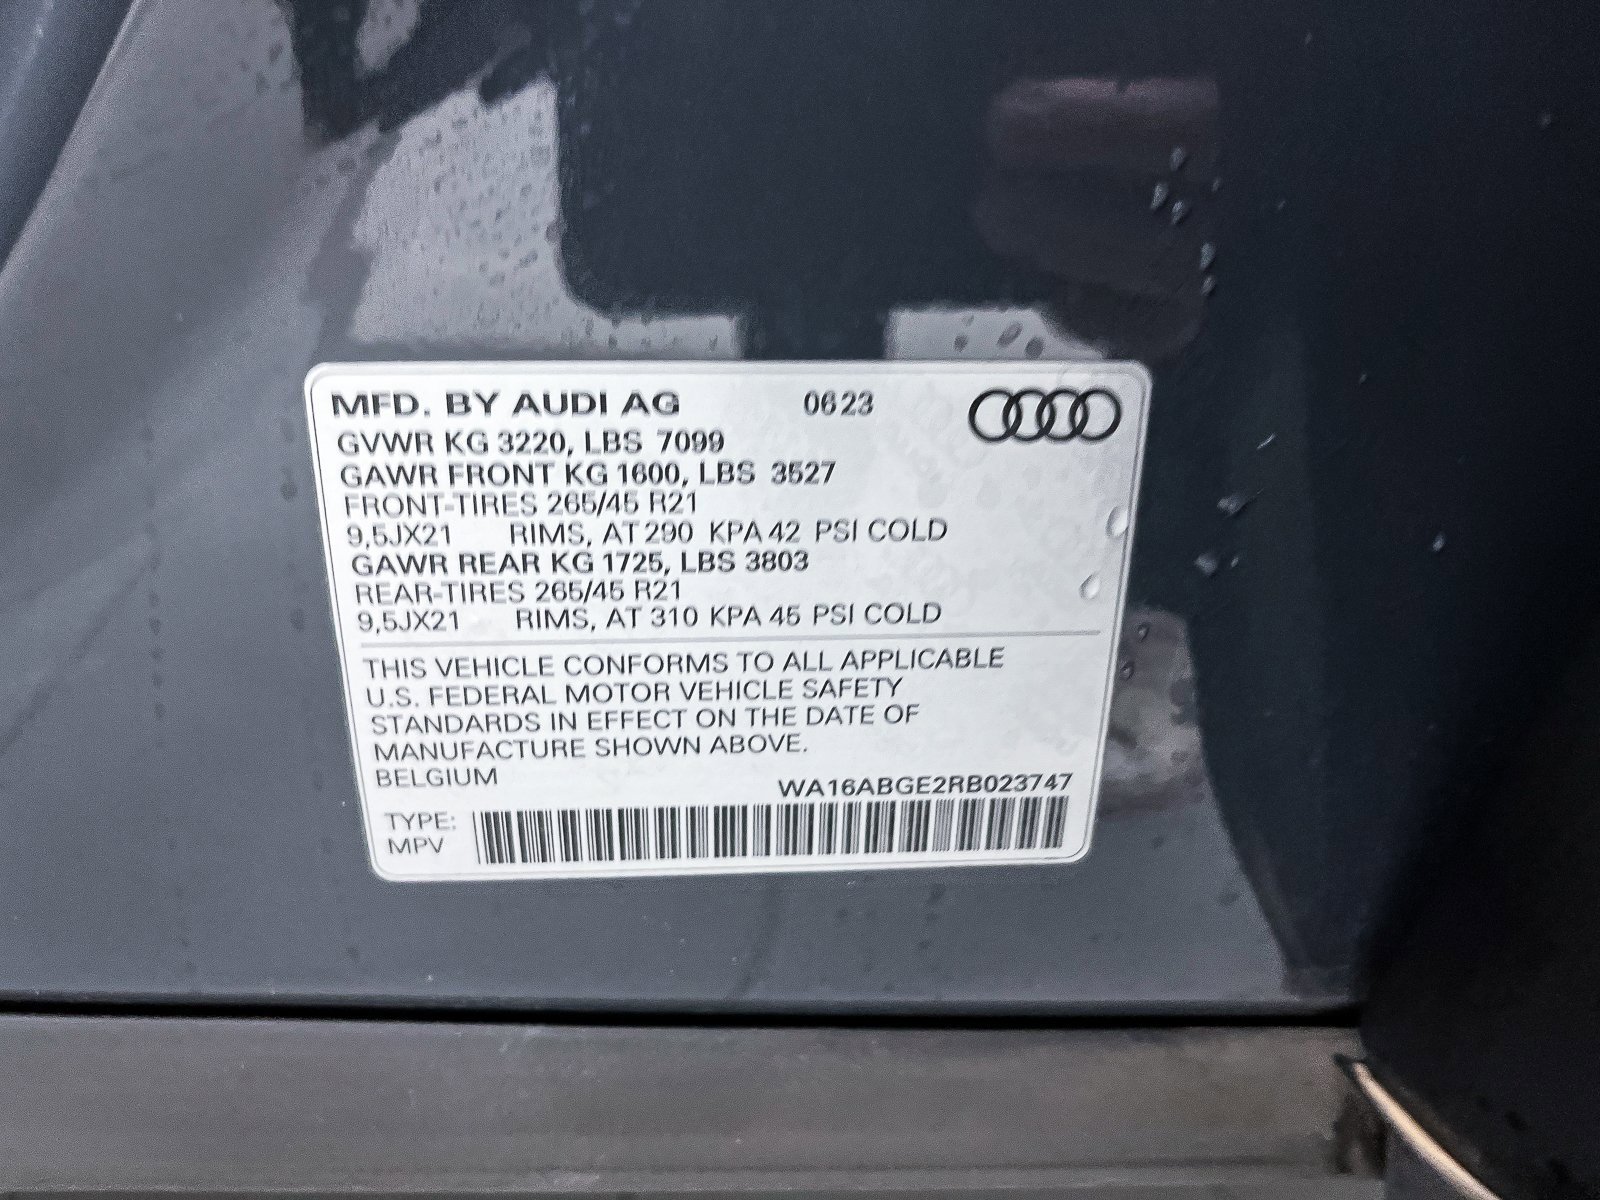 MFD. BY AUDI AG 0623
GVWR KG 3220, LBS 7099
GAWR FRONT KG 1600, LBS 3527
FRONT-TIRES 265/45 R21
9,5JX21 RIMS, AT 290 KPA 42 PSI COLD
GAWR REAR KG 1725, LBS 3803
REAR-TIRES 265/45 R21
9,5JX21 RIMS, AT 310 KPA 45 PSI COLD
THIS VEHICLE CONFORMS TO ALL APPLICABLE
U.S. FEDERAL MOTOR VEHICLE SAFETY
STANDARDS IN EFFECT ON THE DATE OF
MANUFACTURE SHOWN ABOVE.
BELGIUM
WA16ABGE2RB023747
TYPE:
MPV